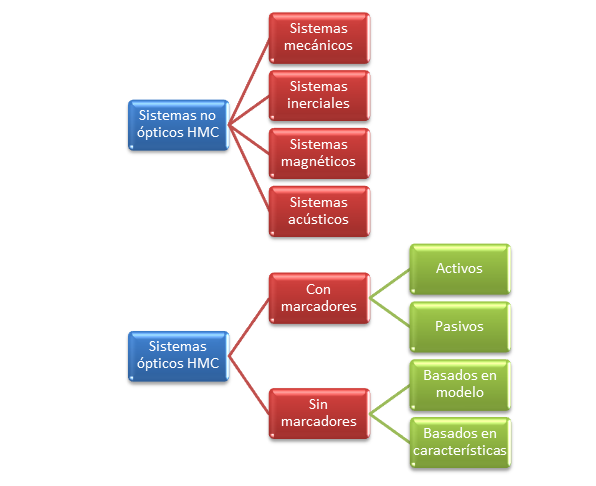 Sistemas no
ópticos HMC
Sistemas
mecánicos
Sistemas
inerciales
Sistemas
magnéticos
Sistemas
acústicos
Sistemas
ópticos HMC
Con
marcadores
Activos
Pasivos
Sin
marcadores
Basados en
modelo
Basados en
características